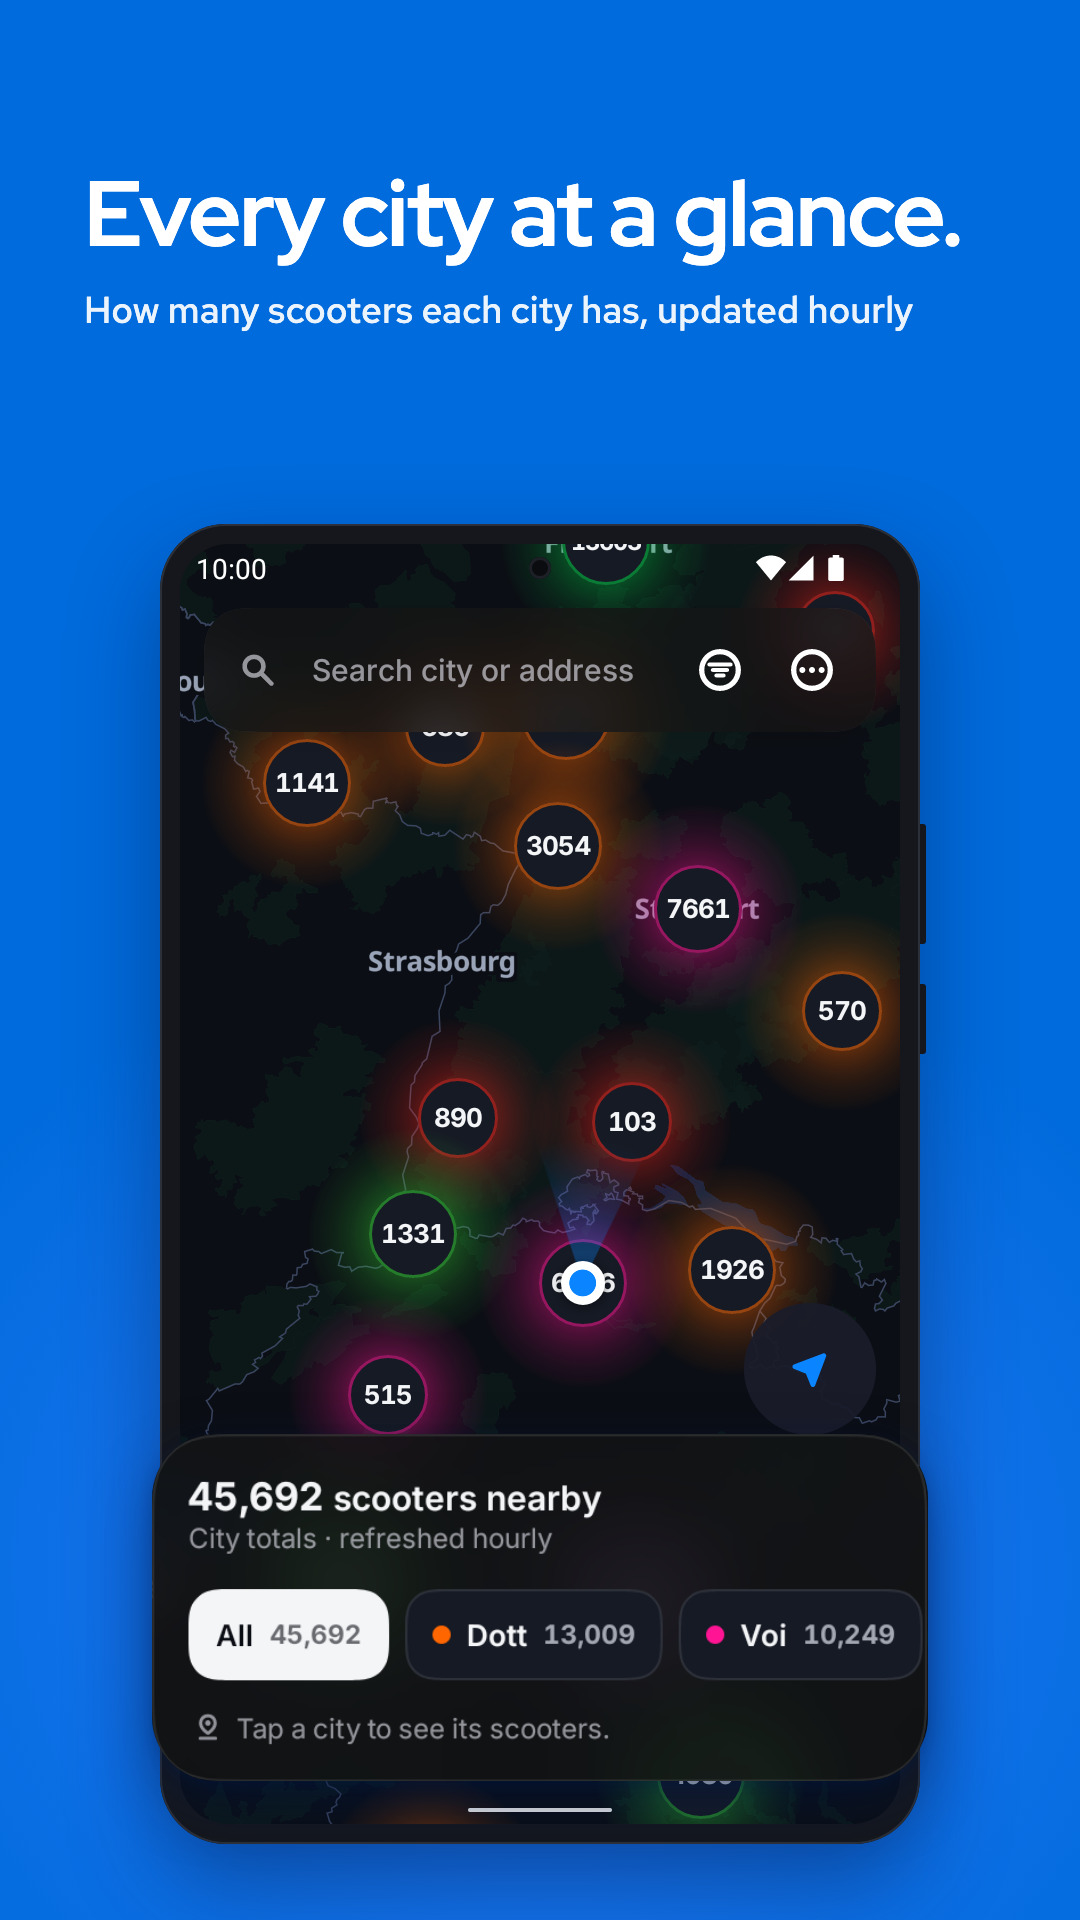 Every city at a glance.
How many scooters each city has, updated hourly
10:00
Search city or address
1141
3054
7661
Strasbourg
570
890
103
1331
1926
515
45,692 scooters nearby
City totals · refreshed hourly
All 45,692
Dott 13,009
Voi 10,249
Tap a city to see its scooters.